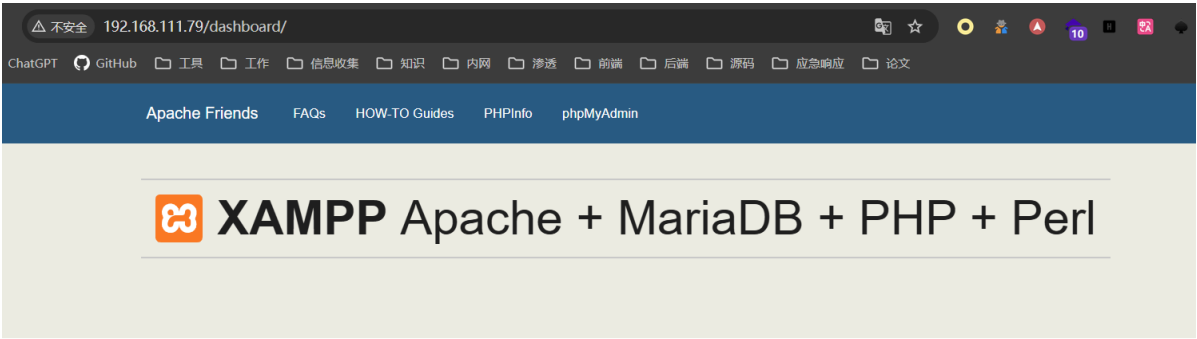 不安全 192.168.111.79/dashboard/
10
ChatGPT GitHub 工具 工作 信息收集 知识 内网 渗透 前端 后端 源码 应急响应 论文
Apache Friends FAQs HOW-TO Guides PHPInfo phpMyAdmin
XAMPP Apache + MariaDB + PHP + Perl